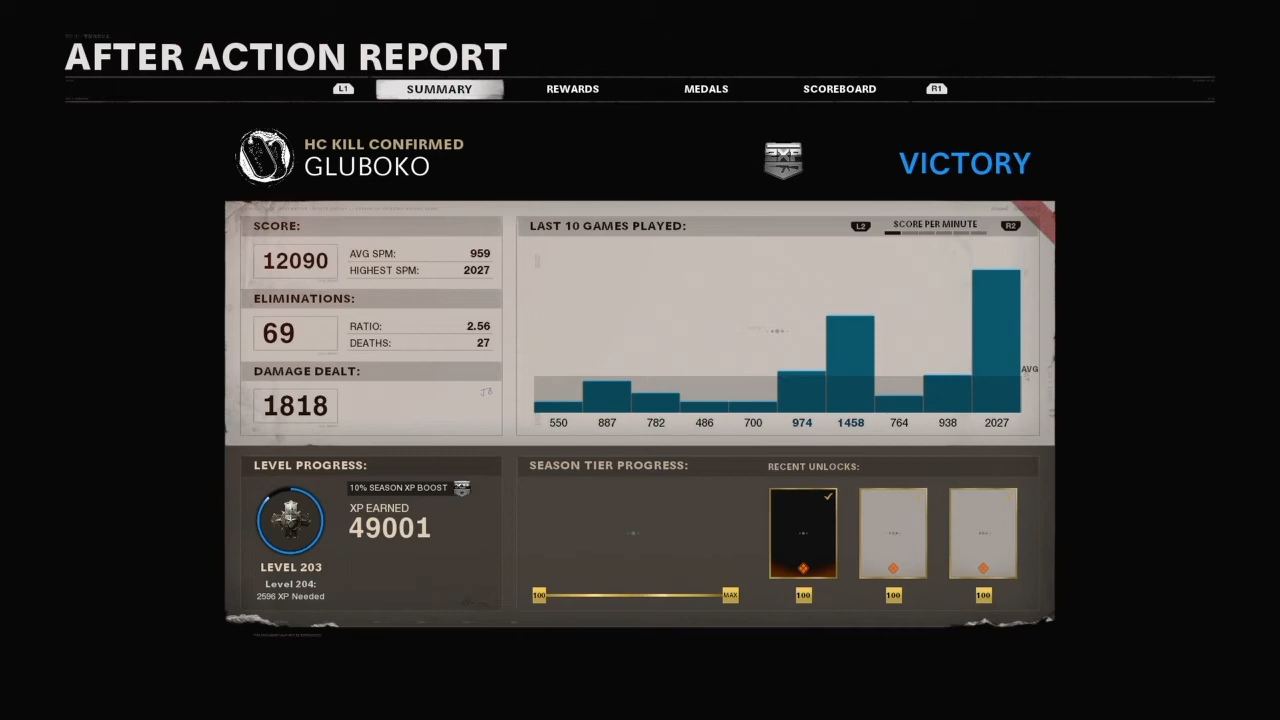 AFTER ACTION REPORT
L1 SUMMARY REWARDS MEDALS SCOREBOARD R1
HC KILL CONFIRMED
GLUBOKO
2XP
VICTORY
SCORE:
12090
AVG SPM: 959
HIGHEST SPM: 2027
ELIMINATIONS:
69
RATIO: 2.56
DEATHS: 27
DAMAGE DEALT:
1818
LAST 10 GAMES PLAYED:
L2 SCORE PER MINUTE R2
AVG
550 887 782 486 700 974 1458 764 938 2027
LEVEL PROGRESS:
10% SEASON XP BOOST
XP EARNED
49001
LEVEL 203
Level 204:
2596 XP Needed
SEASON TIER PROGRESS:
100 MAX
RECENT UNLOCKS:
100 100 100